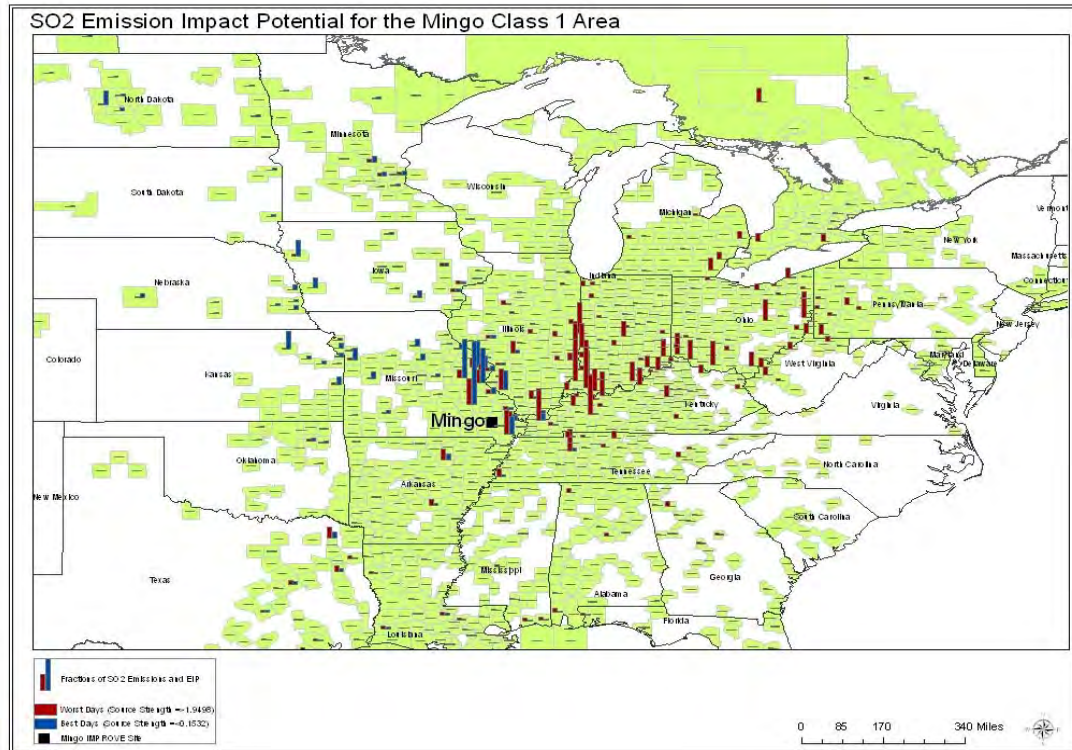 SO2 Emission Impact Potential for the Mingo Class 1 Area
North Dakota
Minnesota
South Dakota
Wisconsin
Michigan
Vermont
New York
Massachusetts
Connecticut
Nebraska
Iowa
Indiana
Illinois
Ohio
Pennsylvania
New Jersey
Colorado
Kansas
Missouri
West Virginia
Maryland
Delaware
Virginia
Kentucky
Mingo
Oklahoma
New Mexico
Arkansas
Tennessee
North Carolina
South Carolina
Texas
Mississippi
Alabama
Georgia
Louisiana
Florida
Fractions of SO2 Emissions and EIP
Worst Days (Source Strength =~1.9498)
Best Days (Source Strength =~0.1532)
Mingo IMPROVE Site
0 85 170 340 Miles